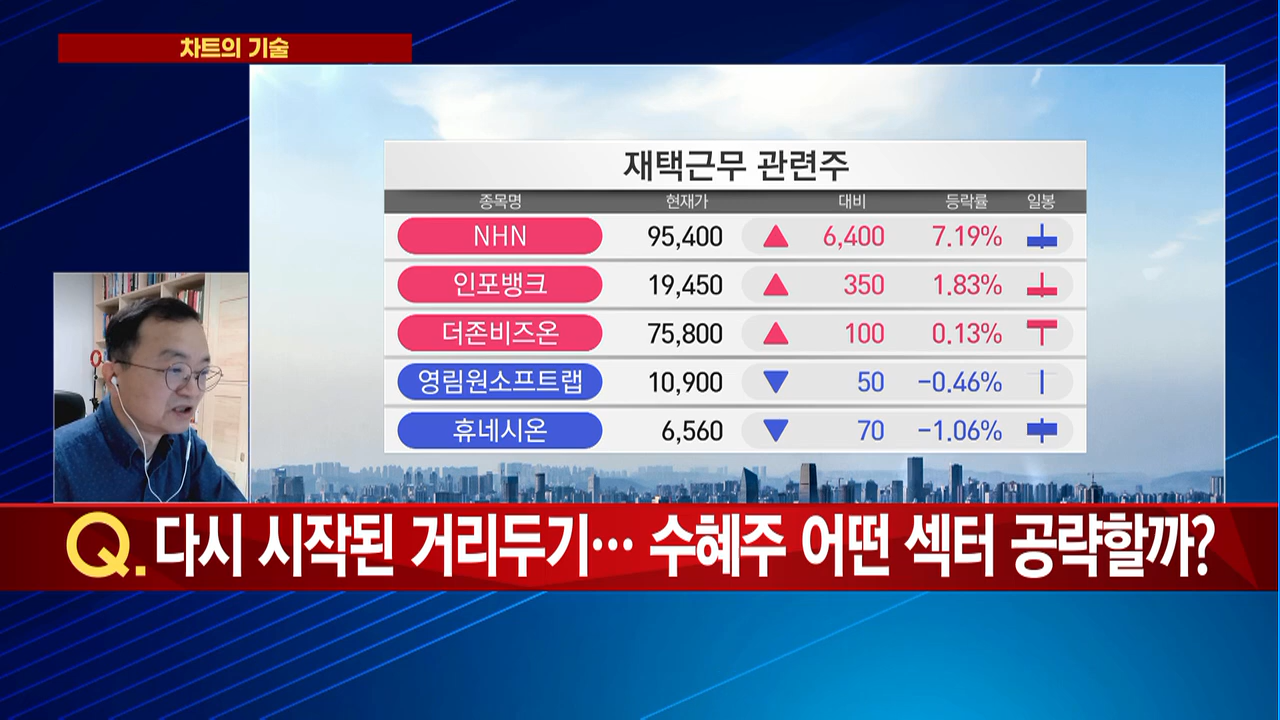 차트의 기술
재택근무 관련주
종목명 현재가 대비 등락률 일봉
NHN 95,400 ▲ 6,400 7.19%
인포뱅크 19,450 ▲ 350 1.83%
더존비즈온 75,800 ▲ 100 0.13%
영림원소프트랩 10,900 ▼ 50 -0.46%
휴네시온 6,560 ▼ 70 -1.06%
Q. 다시 시작된 거리두기… 수혜주 어떤 섹터 공략할까?